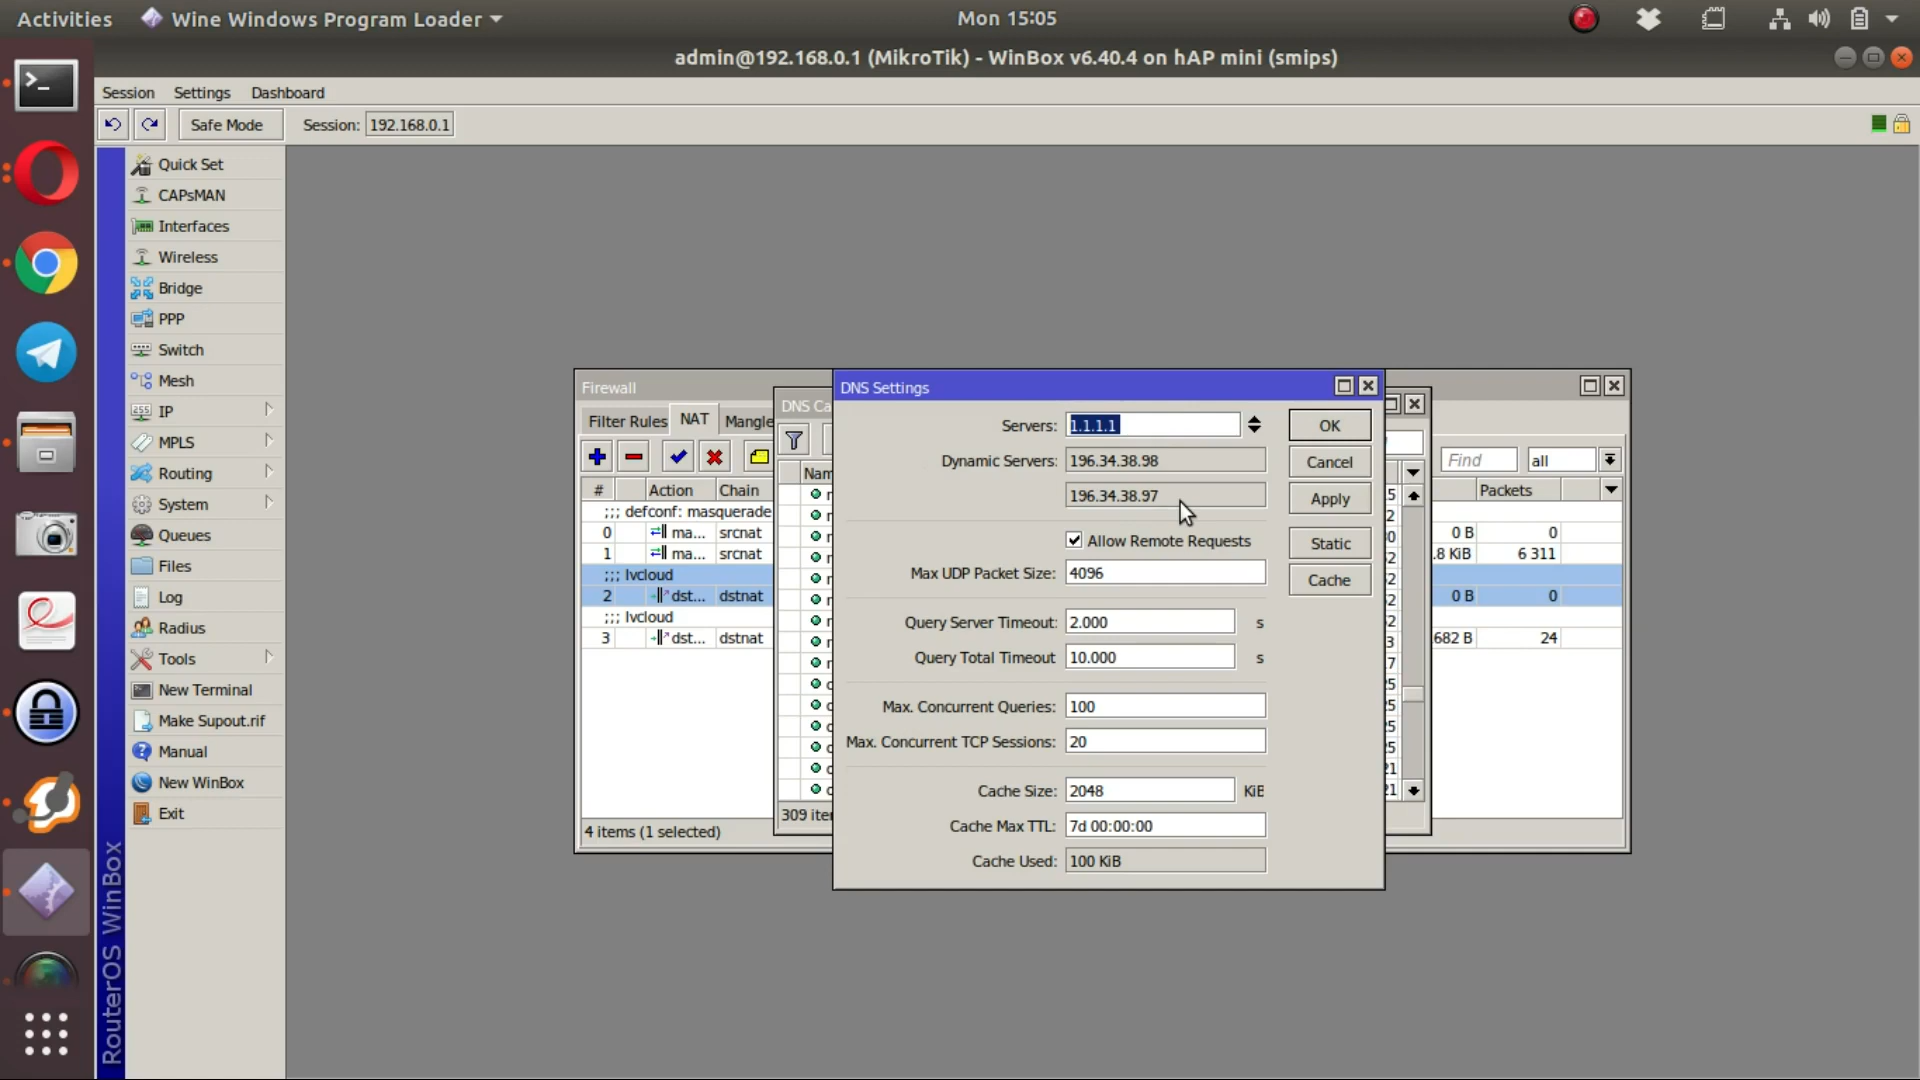 Activities Wine Windows Program Loader Mon 15:05
admin@192.168.0.1 (MikroTik) - WinBox v6.40.4 on hAP mini (smips)
Session Settings Dashboard
Safe Mode Session: 192.168.0.1
Quick Set
CAPsMAN
Interfaces
Wireless
Bridge
PPP
Switch
Mesh
IP
MPLS
Routing
System
Queues
Files
Log
Radius
Tools
New Terminal
Make Supout.rif
Manual
New WinBox
Exit
RouterOS WinBox
Firewall
Filter Rules NAT Mangle
# Action Chain
;;; defconf: masquerade
0 ma... srcnat
1 ma... srcnat
;;; lvcloud
2 dst... dstnat
;;; lvcloud
3 dst... dstnat
4 items (1 selected)
Find all
Packets
0 B 0
.8 KiB 6 311
0 B 0
682 B 24
DNS Settings
Servers: 1.1.1.1
Dynamic Servers: 196.34.38.98
196.34.38.97
Allow Remote Requests
Max UDP Packet Size: 4096
Query Server Timeout: 2.000 s
Query Total Timeout 10.000 s
Max. Concurrent Queries: 100
Max. Concurrent TCP Sessions: 20
Cache Size: 2048 KiB
Cache Max TTL: 7d 00:00:00
Cache Used: 100 KiB
OK
Cancel
Apply
Static
Cache